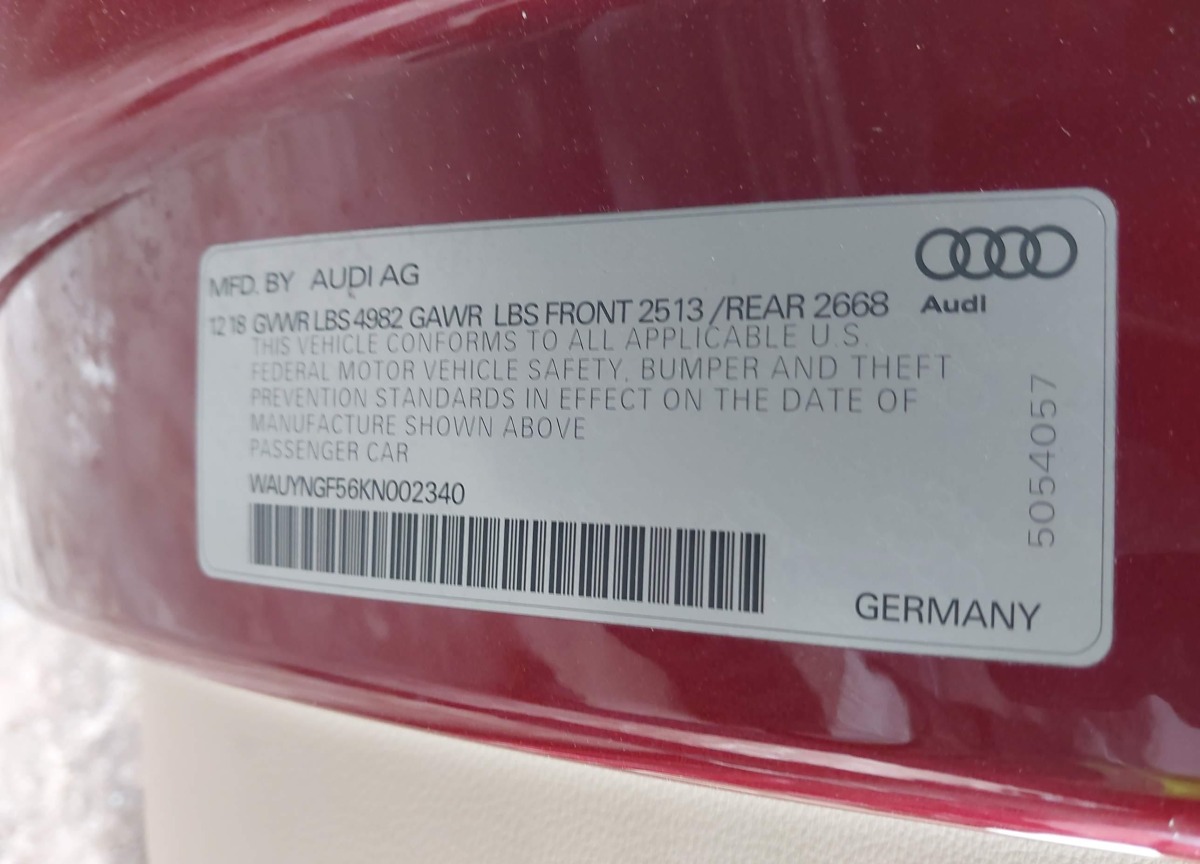 MFD. BY AUDI AG
Audi
12 18 GVWR LBS 4982 GAWR LBS FRONT 2513 /REAR 2668
THIS VEHICLE CONFORMS TO ALL APPLICABLE U.S.
FEDERAL MOTOR VEHICLE SAFETY, BUMPER AND THEFT
PREVENTION STANDARDS IN EFFECT ON THE DATE OF
MANUFACTURE SHOWN ABOVE
PASSENGER CAR
WAUYNGF56KN002340
5054057
GERMANY